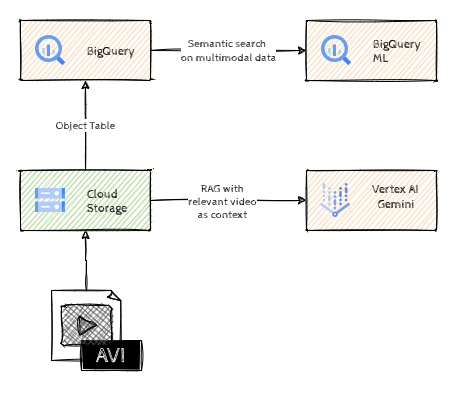 BigQuery
Semantic search
on multimodal data
BigQuery
ML
Object Table
Cloud
Storage
RAG with
relevant video
as context
Vertex AI
Gemini
AVI